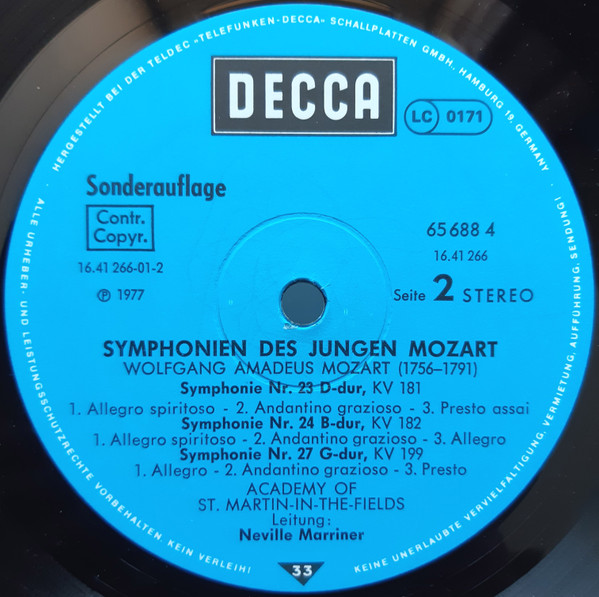 HERGESTELLT BEI DER TELDEC »TELEFUNKEN-DECCA« SCHALLPLATTEN GMBH, HAMBURG 19, GERMANY
DECCA
LC 0171
Sonderauflage
Contr.
Copyr.
65 688 4
16.41 266-01-2
16.41 266
Ⓟ 1977
Seite 2 STEREO
SYMPHONIEN DES JUNGEN MOZART
WOLFGANG AMADEUS MOZART (1756–1791)
Symphonie Nr. 23 D-dur, KV 181
1. Allegro spiritoso - 2. Andantino grazioso - 3. Presto assai
Symphonie Nr. 24 B-dur, KV 182
1. Allegro spiritoso - 2. Andantino grazioso - 3. Allegro
Symphonie Nr. 27 G-dur, KV 199
1. Allegro - 2. Andantino grazioso - 3. Presto
ACADEMY OF
ST. MARTIN-IN-THE-FIELDS
Leitung:
Neville Marriner
ALLE URHEBER- UND LEISTUNGSSCHUTZRECHTE VORBEHALTEN. KEIN VERLEIH!
KEINE UNERLAUBTE VERVIELFALTIGUNG, VERMIETUNG, AUFFÜHRUNG, SENDUNG!
33